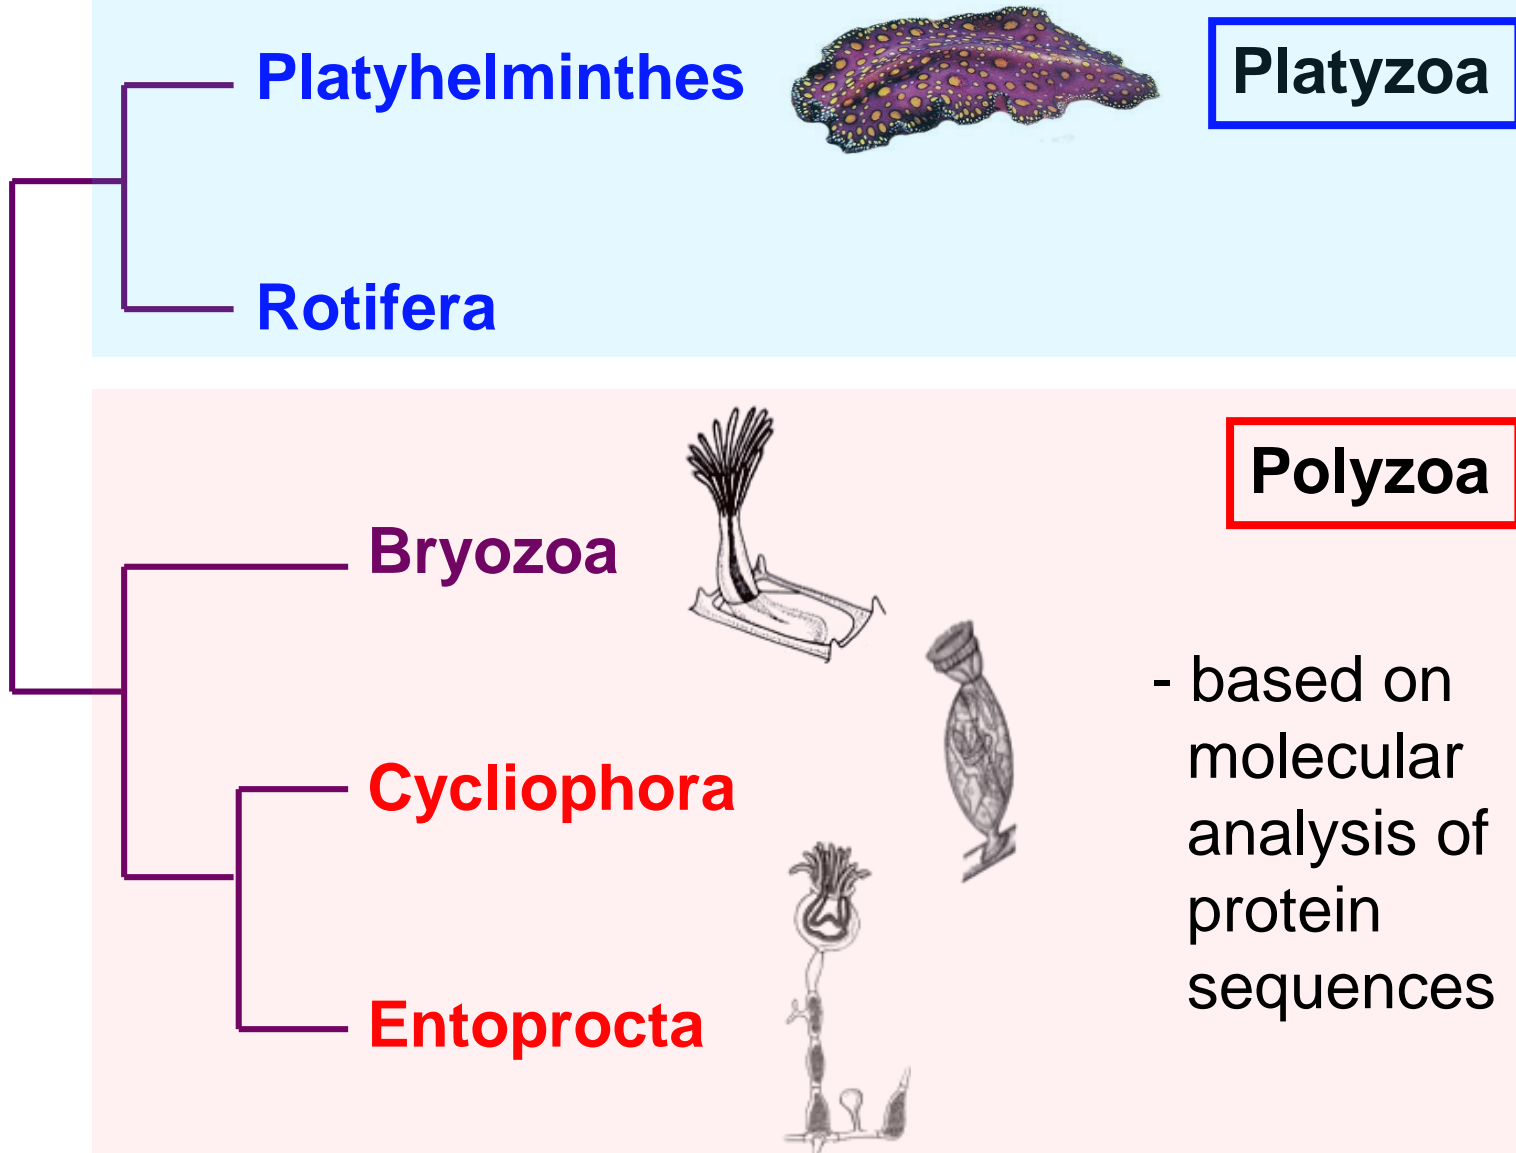 Platyhelminthes
Platyzoa
Rotifera
Polyzoa
Bryozoa
- based on
molecular
analysis of
protein
sequences
Cycliophora
Entoprocta